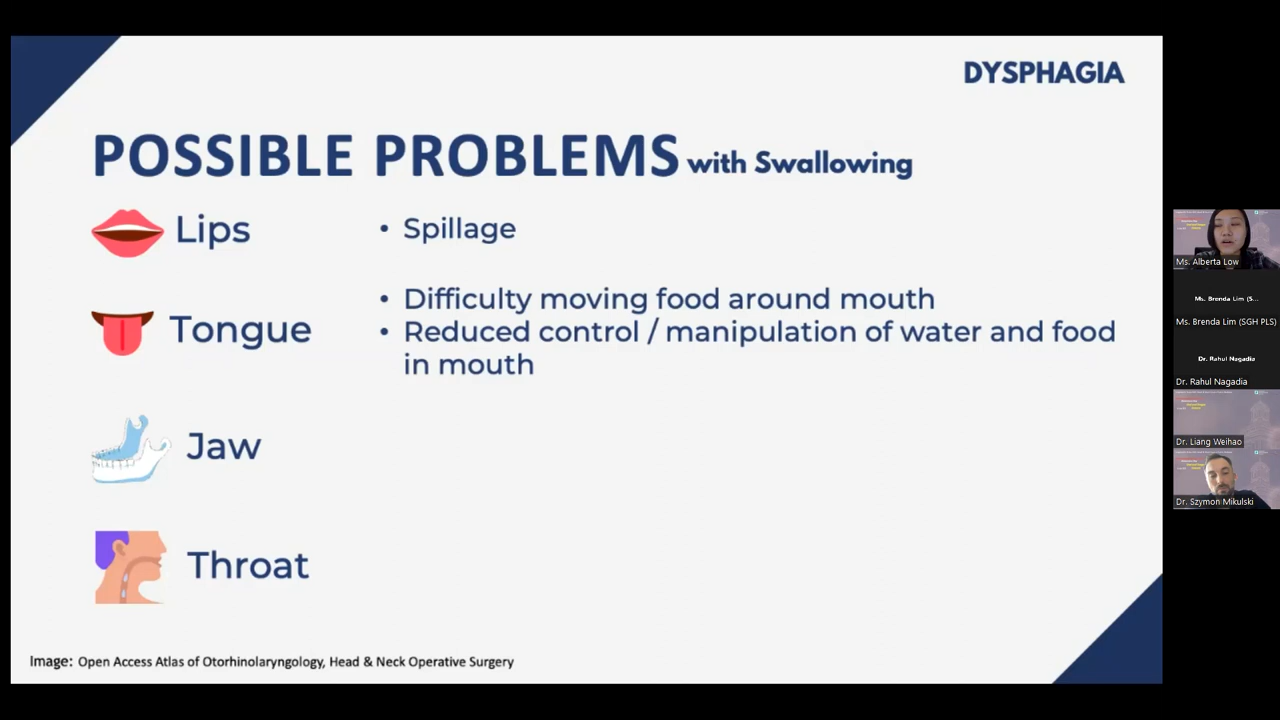 DYSPHAGIA
POSSIBLE PROBLEMS with Swallowing
Lips
• Spillage
Tongue
• Difficulty moving food around mouth
• Reduced control / manipulation of water and food
in mouth
Jaw
Throat
Image: Open Access Atlas of Otorhinolaryngology, Head & Neck Operative Surgery
Ms. Alberta Low
Ms. Brenda Lim (S...
Ms. Brenda Lim (SGH PLS)
Dr. Rahul Nagadia
Dr. Rahul Nagadia
Dr. Liang Weihao
Dr. Szymon Mikulski